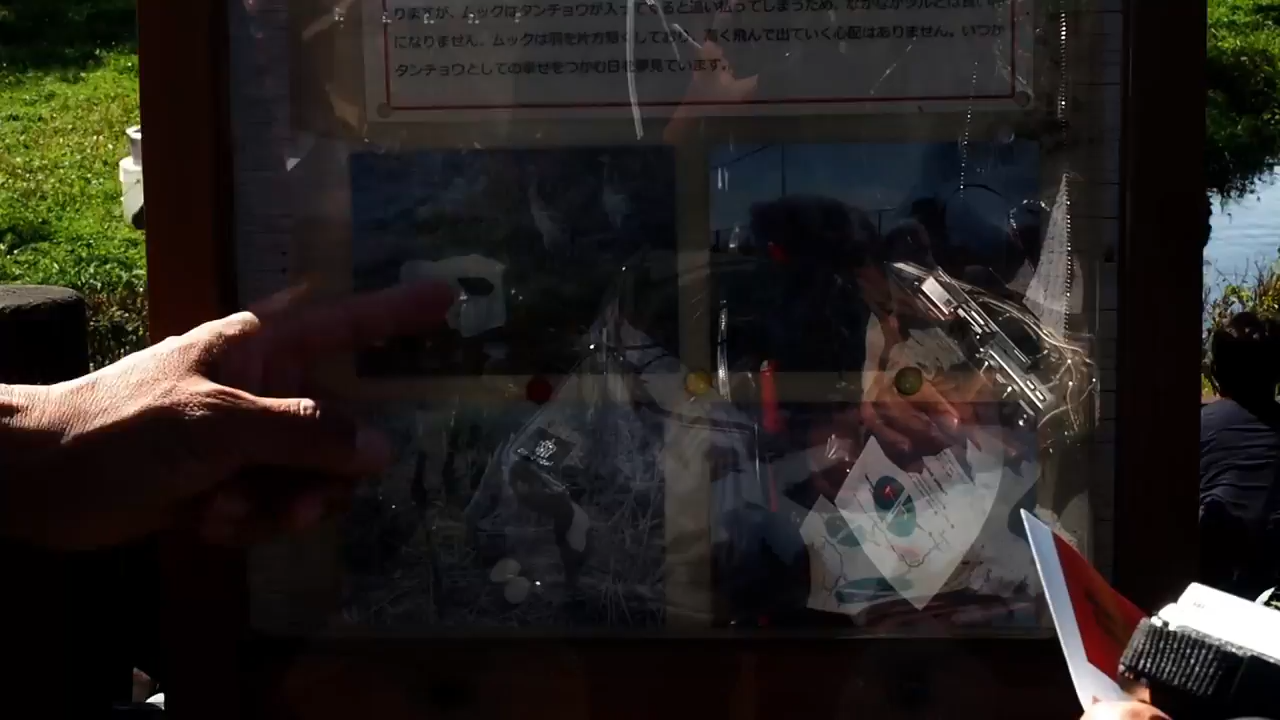 りますが、ムックはタンチョウが入ってくると追い払ってしまうため、なかなかツルとは
になりません。ムックは羽を片方なくしており、高く飛んで出ていく心配はありません。いつか
タンチョウとしての幸せをつかむ日を夢見ています。